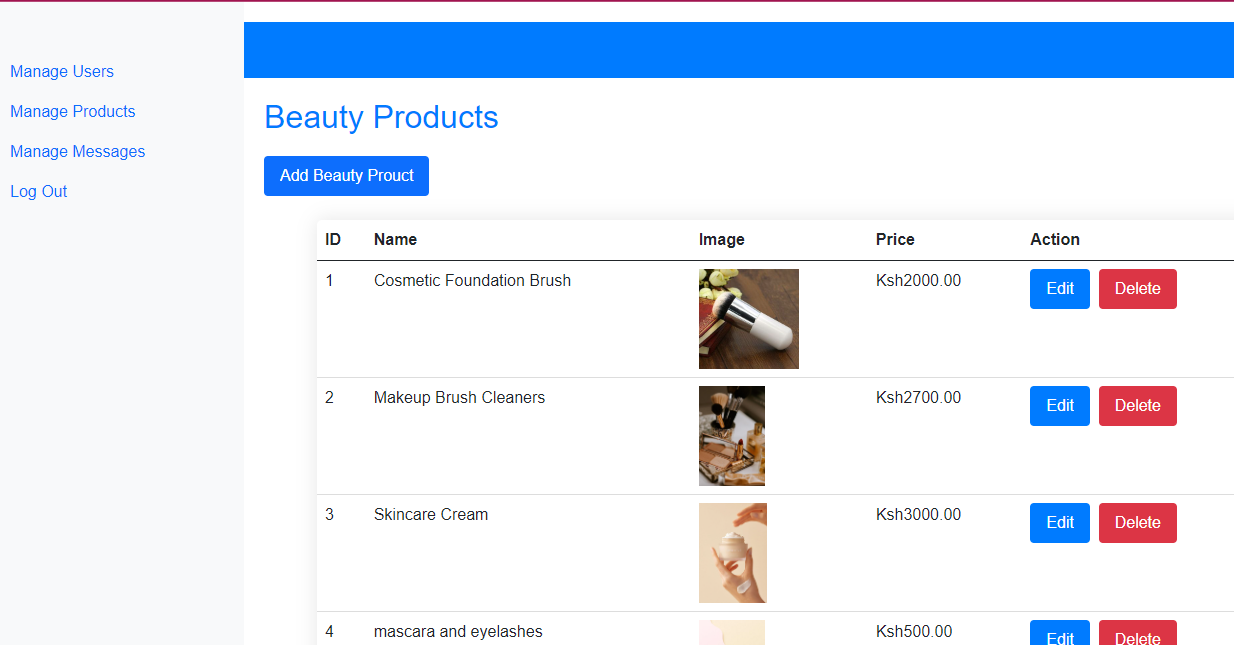 Manage Users
Manage Products
Manage Messages
Log Out
Beauty Products
Add Beauty Prouct
ID Name Image Price Action
1 Cosmetic Foundation Brush Ksh2000.00 Edit Delete
2 Makeup Brush Cleaners Ksh2700.00 Edit Delete
3 Skincare Cream Ksh3000.00 Edit Delete
4 mascara and eyelashes Ksh500.00 Edit Delete